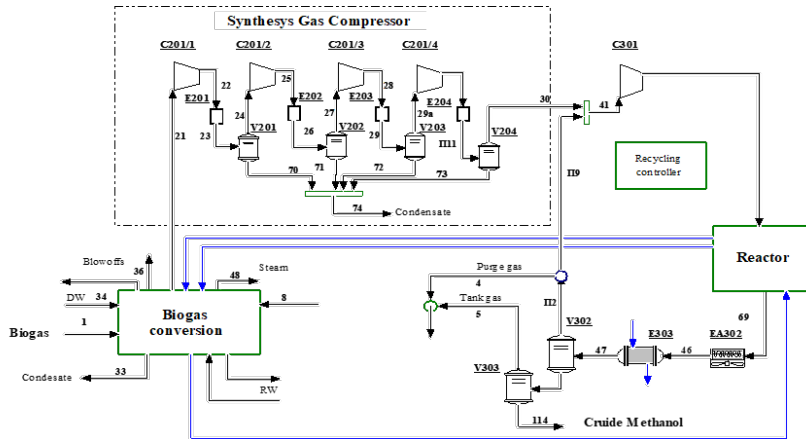 Synthesys Gas Compressor
C201/1
C201/2
C201/3
C201/4
C301
22
25
28
E201
E202
E203
E204
30
41
21
23
24
26
27
29
29a
П11
V201
V202
V203
V204
70
71
72
73
74
Condensate
П9
Recycling
controller
Reactor
Blowoffs
36
48
Steam
DW
34
8
Biogas
1
Biogas
conversion
Condesate
33
RW
Purge gas
4
Tank gas
5
П2
V302
47
E303
46
EA302
69
V303
114
Cruide Methanol